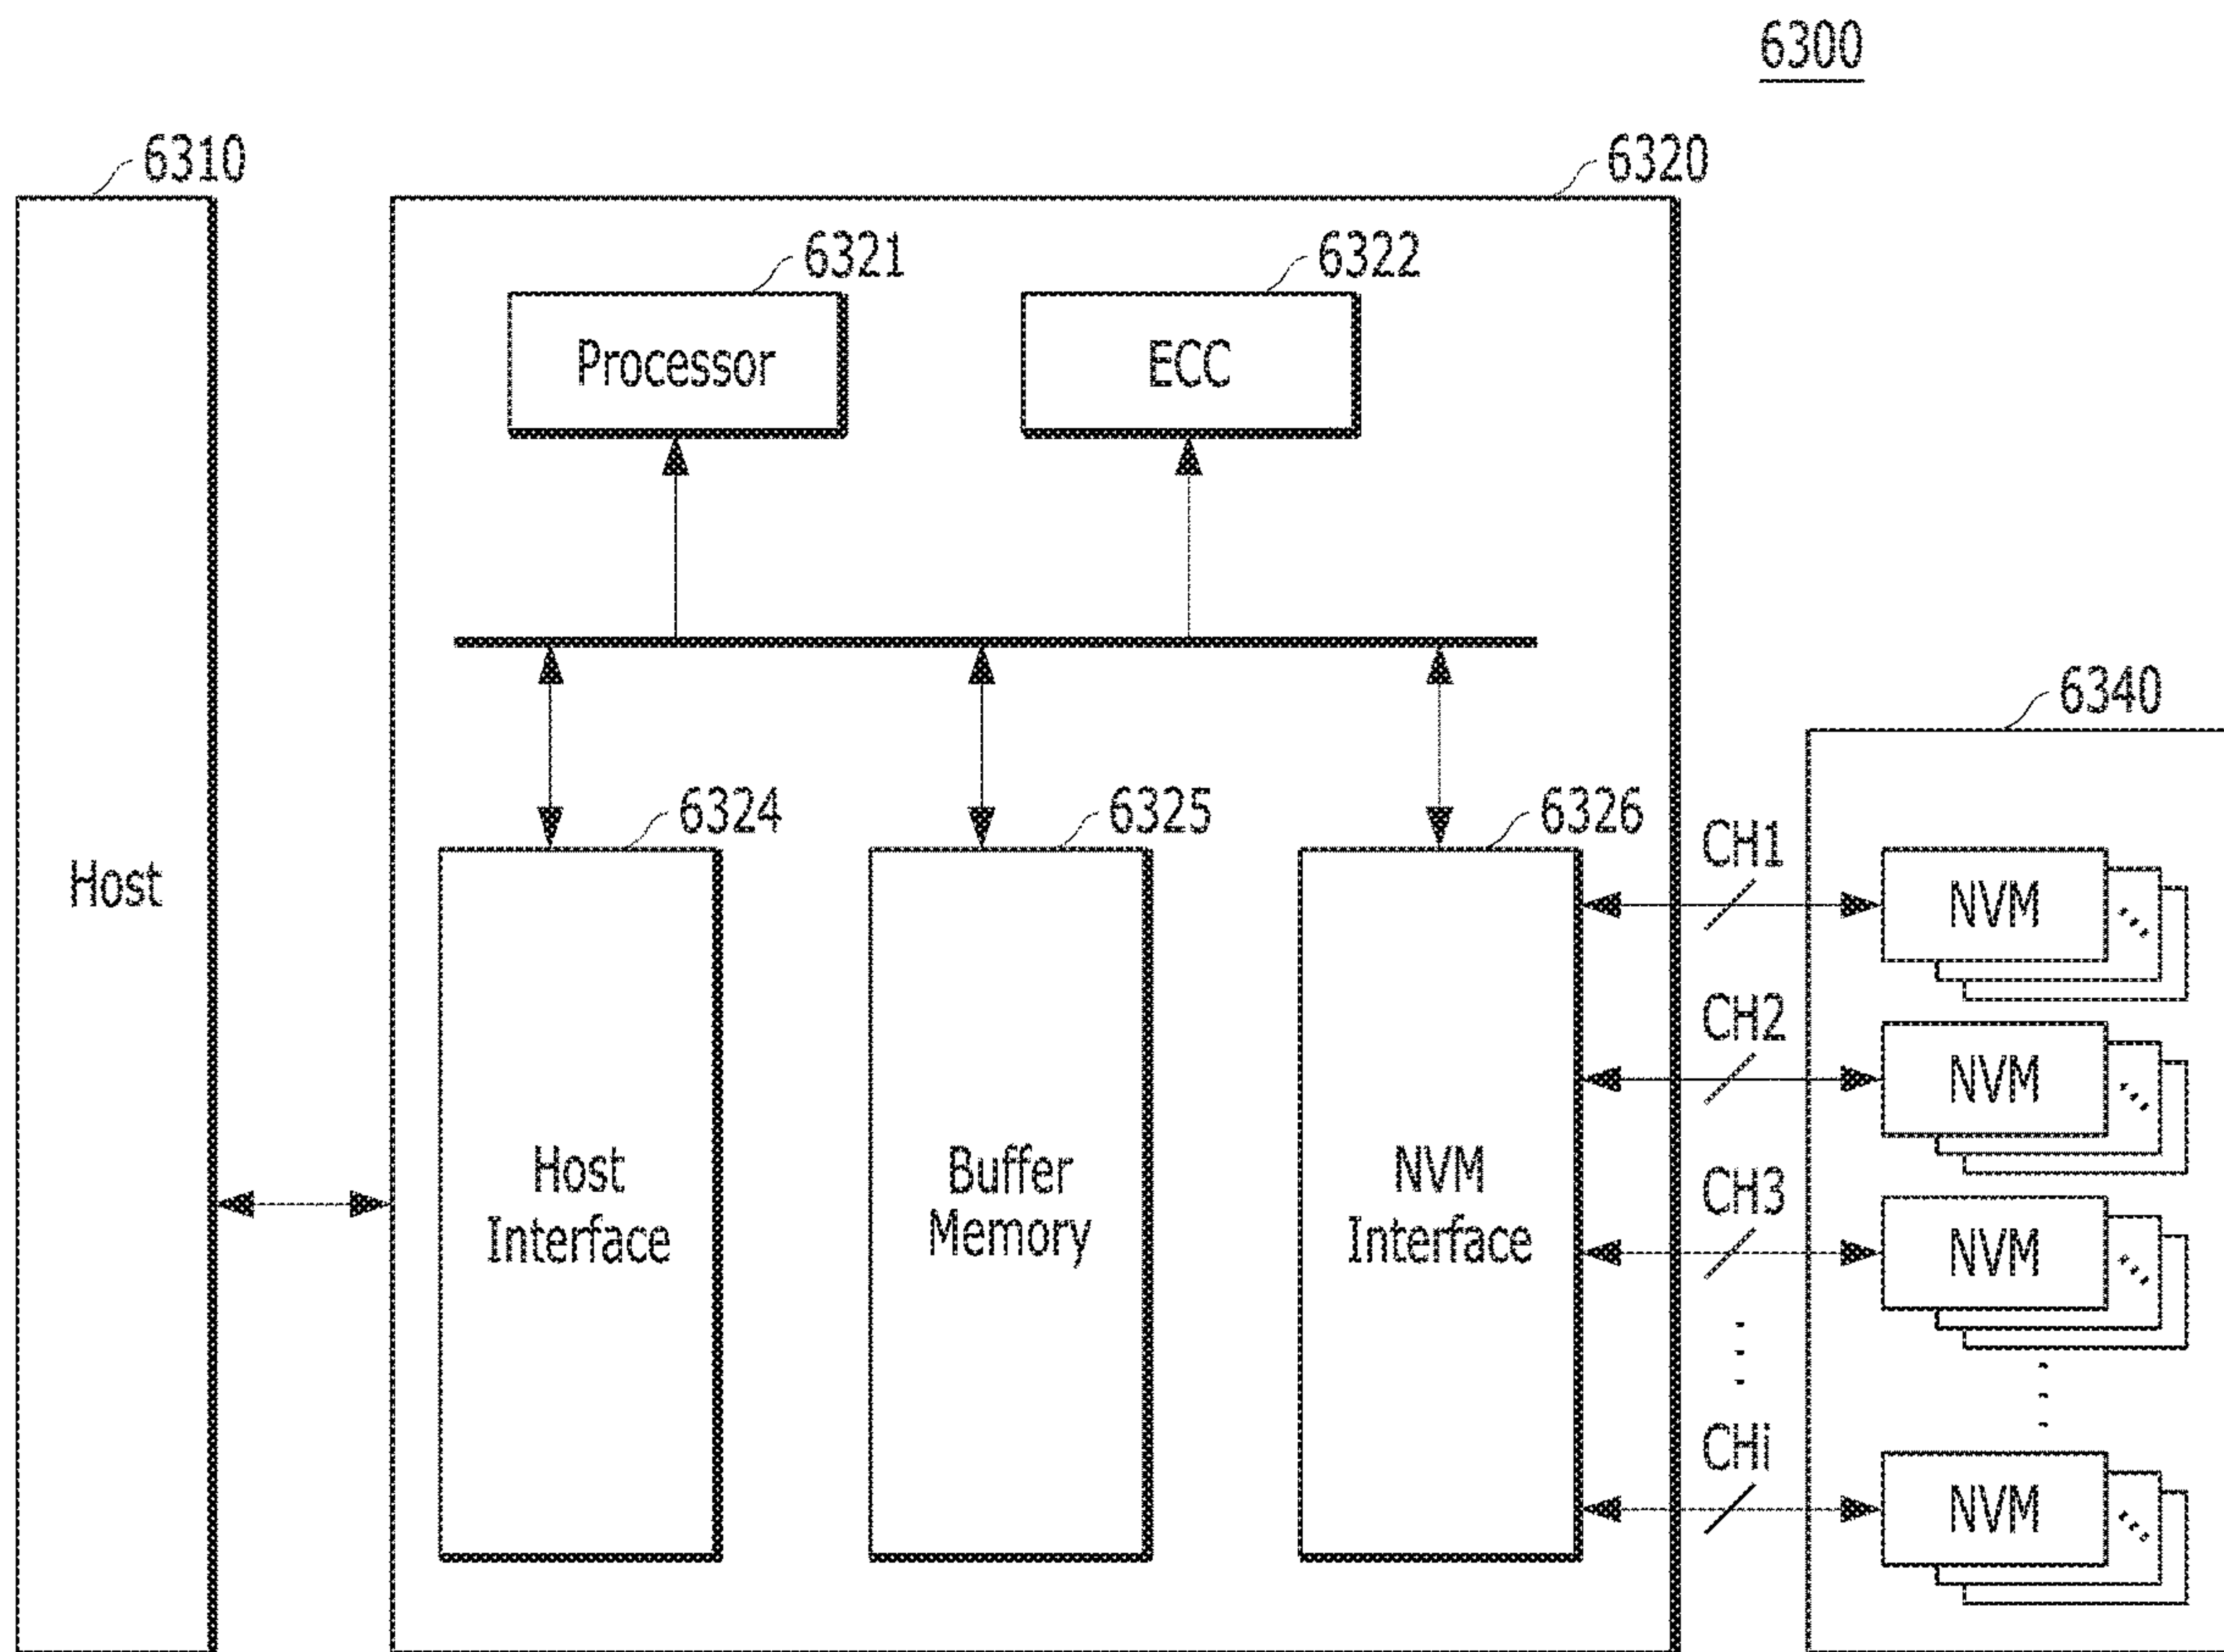 6300
6310
6320
6321
6322
Processor
ECC
6340
6324
6325
6326
CH1
Host
NVM
CH2
NVM
Host
Interface
Buffer
Memory
NVM
Interface
CH3
NVM
CHi
NVM